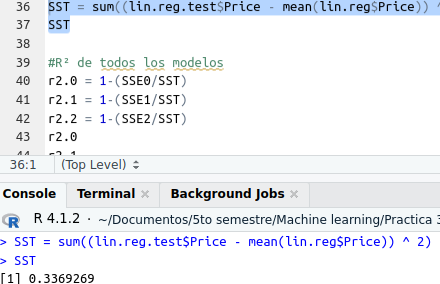 36 SST = sum((lin.reg.test$Price - mean(lin.reg$Price)) ^
37 SST
38
39 #R² de todos los modelos
40 r2.0 = 1-(SSE0/SST)
41 r2.1 = 1-(SSE1/SST)
42 r2.2 = 1-(SSE2/SST)
43 r2.0
44 r2.1
36:1 (Top Level)
Console Terminal Background Jobs
R 4.1.2 · ~/Documentos/5to semestre/Machine learning/Practica 3
> SST = sum((lin.reg.test$Price - mean(lin.reg$Price)) ^ 2)
> SST
[1] 0.3369269